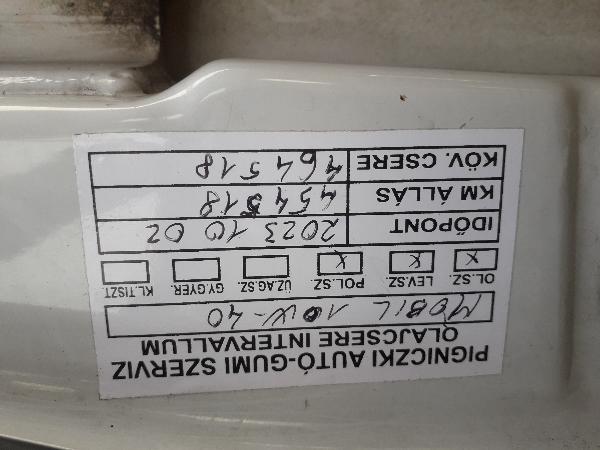 PIGNICZKI AUTÓ-GUMI SZERVIZ
OLAJCSERE INTERVALLUM
MOBIL 10W-40
OL.SZ. LEV.SZ. POL.SZ. ÜZ.AG.SZ. GY.GYER. KL.TISZT.
X X X
IDŐPONT 2023 10 02
KM ÁLLÁS 454518
KÖV. CSERE 464518